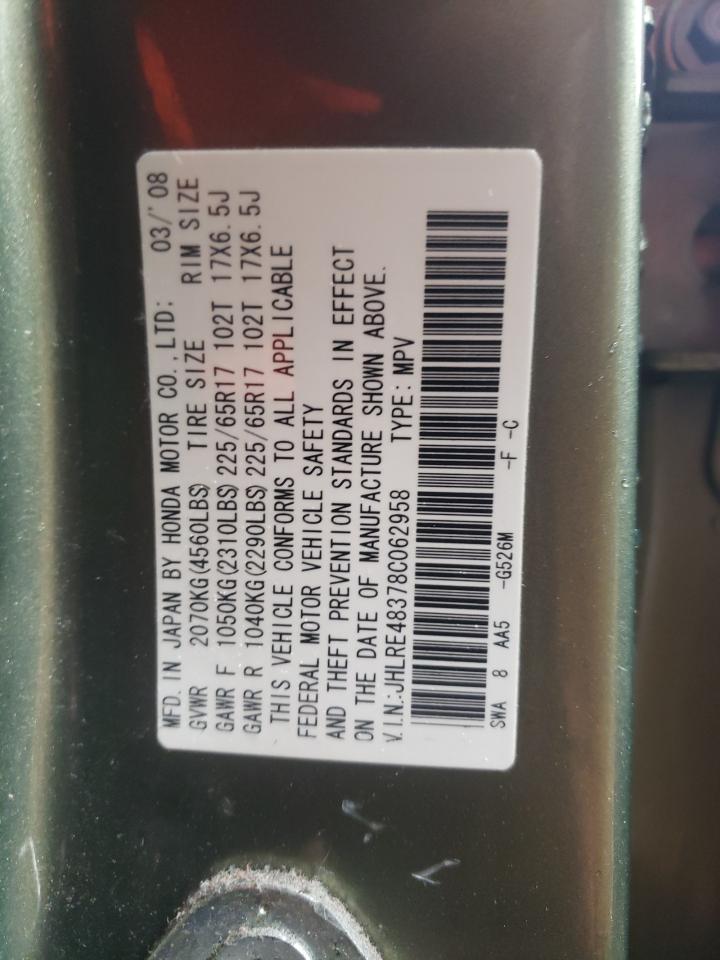 MFD. IN JAPAN BY HONDA MOTOR CO.,LTD: 03/'08
GVWR 2070KG(4560LBS) TIRE SIZE RIM SIZE
GAWR F 1050KG(2310LBS) 225/65R17 102T 17X6.5J
GAWR R 1040KG(2290LBS) 225/65R17 102T 17X6.5J
THIS VEHICLE CONFORMS TO ALL APPLICABLE
FEDERAL MOTOR VEHICLE SAFETY
AND THEFT PREVENTION STANDARDS IN EFFECT
ON THE DATE OF MANUFACTURE SHOWN ABOVE.
V.I.N.:JHLRE48378C062958 TYPE: MPV
SWA 8 AA5 -G526M -F -C